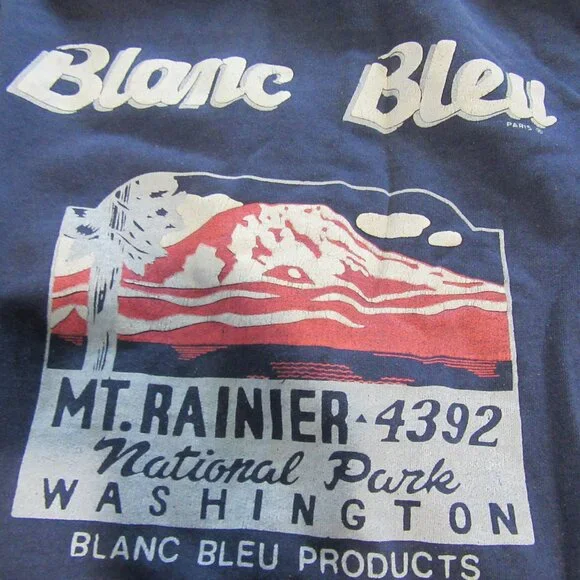 Blanc Bleu
PARIS ®
MT. RAINIER ▲ 4392
National Park
WASHINGTON
BLANC BLEU PRODUCTS